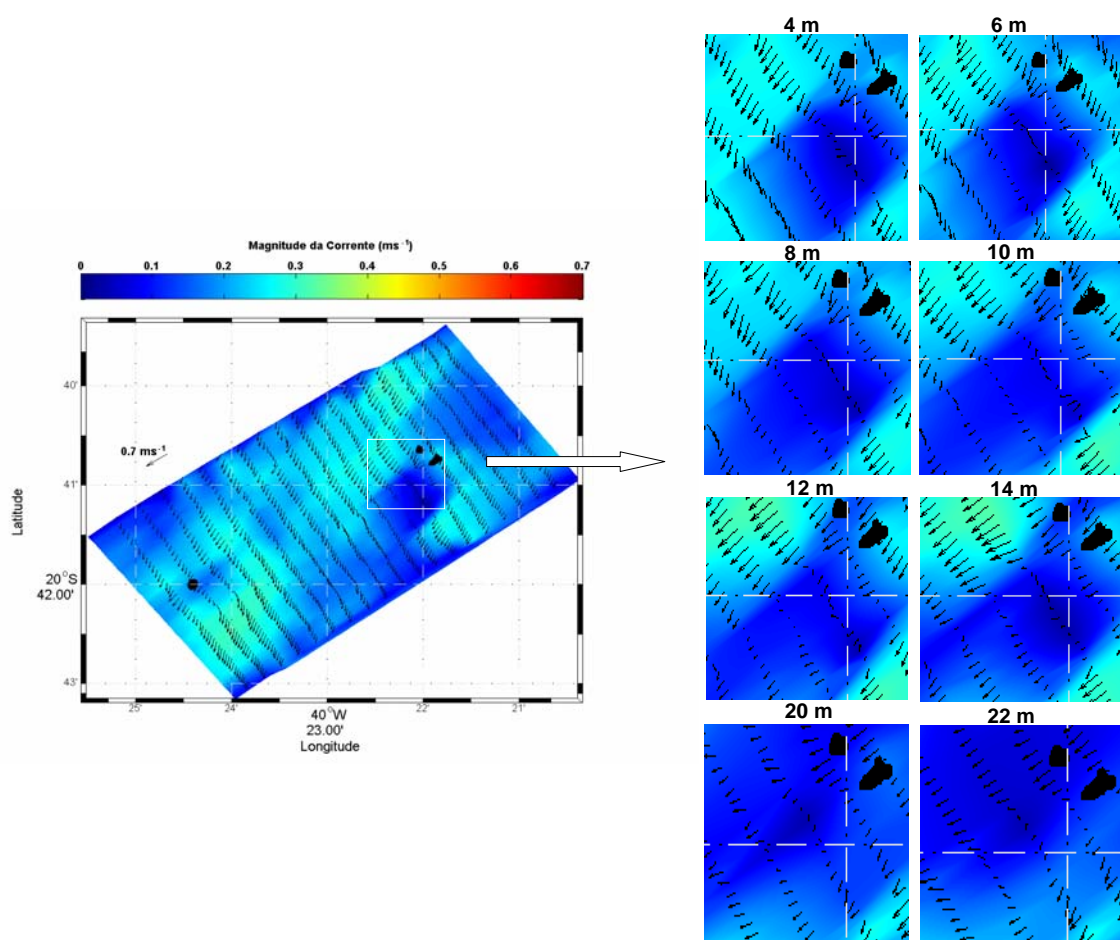 Magnitude da Corrente (ms⁻¹)
0 0.1 0.2 0.3 0.4 0.5 0.6 0.7
0.7 ms⁻¹
Latitude
40'
41'
20°S
42.00'
43'
25' 24' 40°W 22' 21'
23.00'
Longitude
4 m 6 m
8 m 10 m
12 m 14 m
20 m 22 m